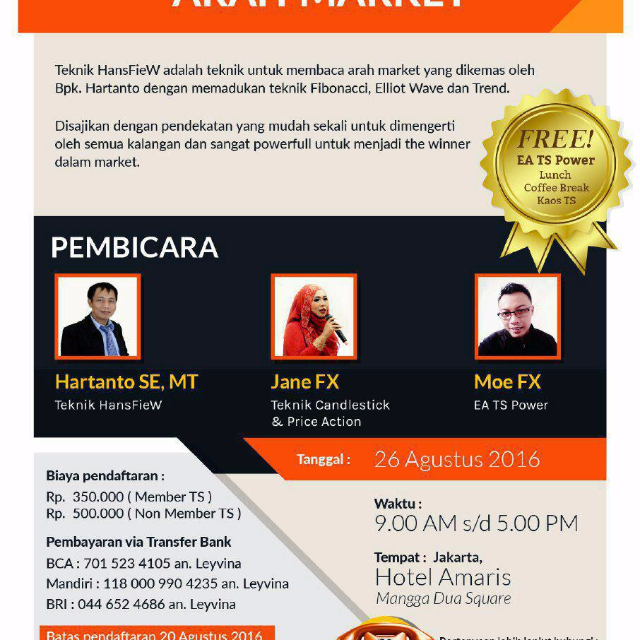 ARAH MARKET
Teknik HansFieW adalah teknik untuk membaca arah market yang dikemas oleh
Bpk. Hartanto dengan memadukan teknik Fibonacci, Elliot Wave dan Trend.
Disajikan dengan pendekatan yang mudah sekali untuk dimengerti
oleh semua kalangan dan sangat powerfull untuk menjadi the winner
dalam market.
FREE!
EA TS Power
Lunch
Coffee Break
Kaos TS
PEMBICARA
Hartanto SE, MT
Teknik HansFieW
Jane FX
Teknik Candlestick
& Price Action
Moe FX
EA TS Power
Tanggal : 26 Agustus 2016
Biaya pendaftaran :
Rp. 350.000 ( Member TS )
Rp. 500.000 ( Non Member TS )
Pembayaran via Transfer Bank
BCA : 701 523 4105 an. Leyvina
Mandiri : 118 000 990 4235 an. Leyvina
BRI : 044 652 4686 an. Leyvina
Batas pendaftaran 20 Agustus 2016
Waktu :
9.00 AM s/d 5.00 PM
Tempat : Jakarta,
Hotel Amaris
Mangga Dua Square